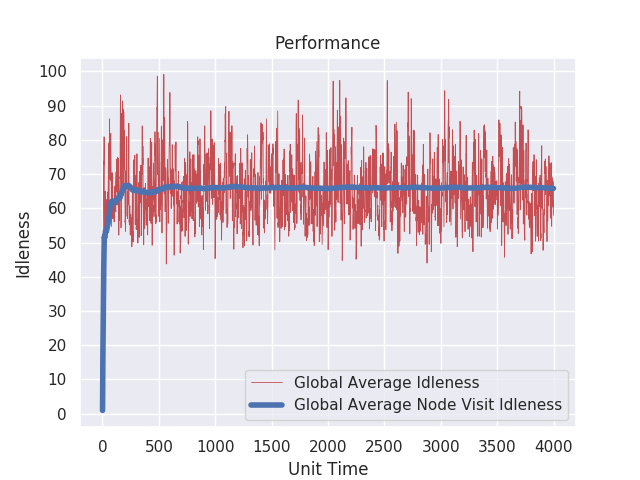 Performance
100
90
80
70
60
50
40
30
20
10
0
Idleness
Global Average Idleness
Global Average Node Visit Idleness
0 500 1000 1500 2000 2500 3000 3500 4000
Unit Time